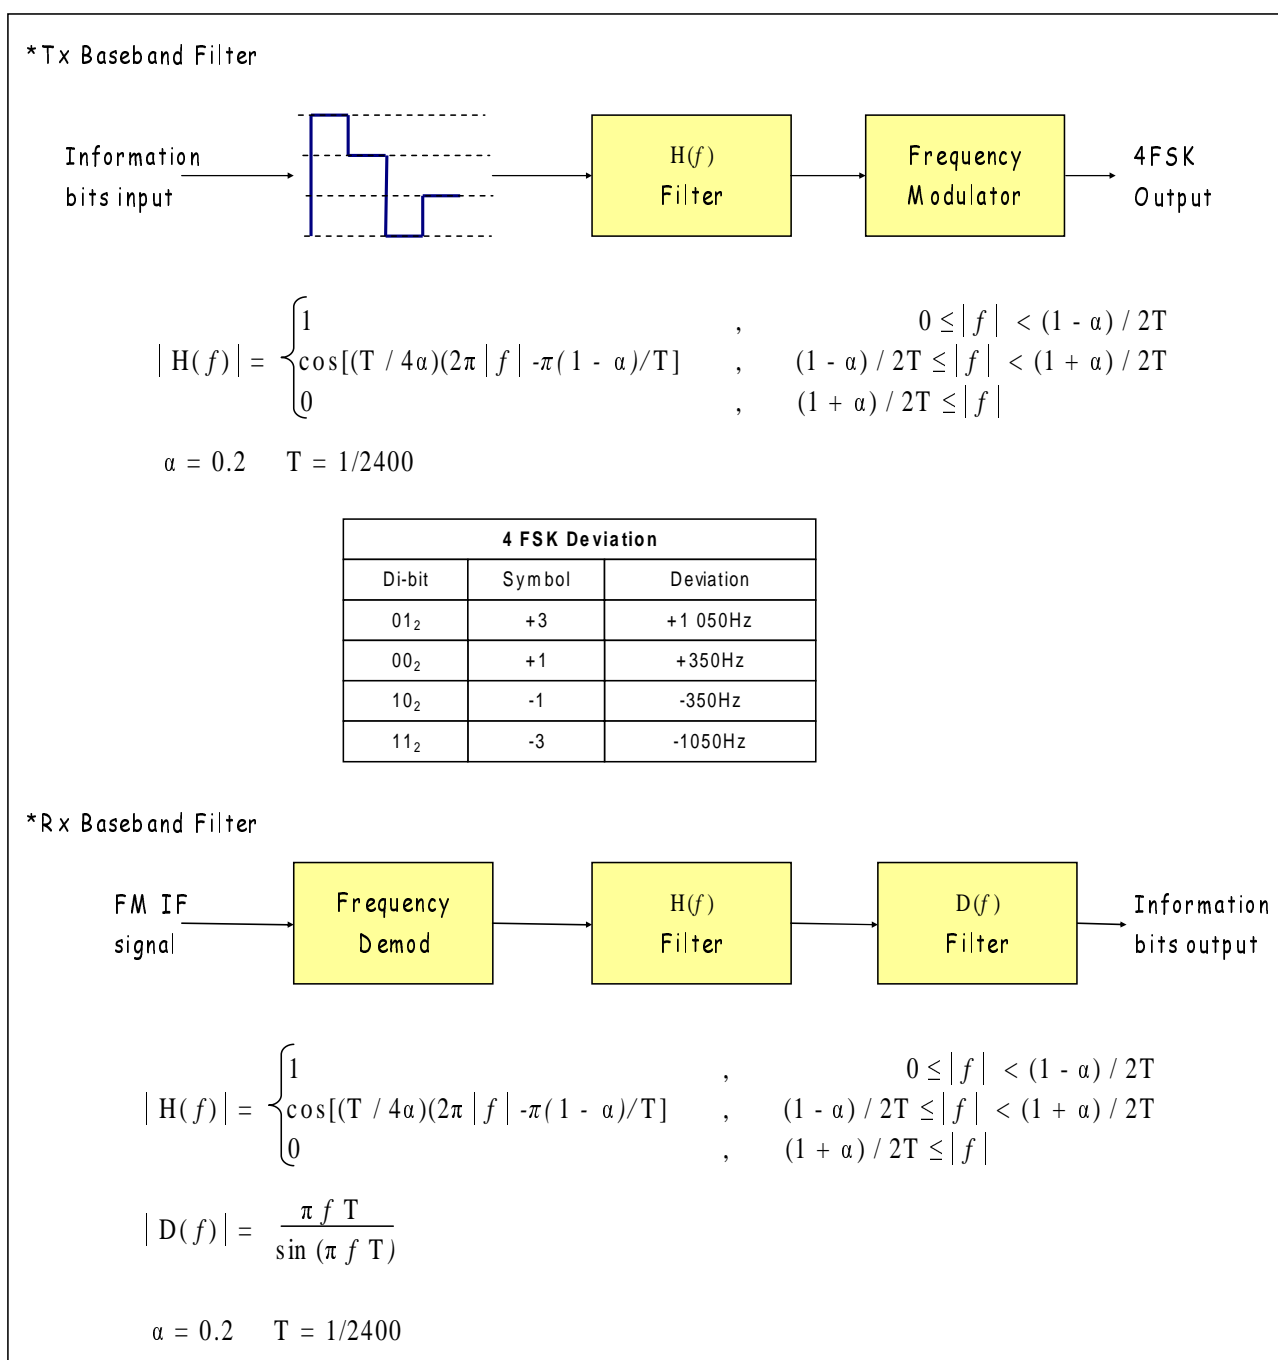 *Tx Baseband Filter
Information
bits input
H(f)
Filter
Frequency
Modulator
4FSK
Output
| H(f) | = { 1 , 0 ≤ | f | < (1 - α) / 2T
cos[(T / 4α)(2π | f | -π(1 - α)/T] , (1 - α) / 2T ≤ | f | < (1 + α) / 2T
0 , (1 + α) / 2T ≤ | f |
α = 0.2 T = 1/2400
4 FSK Deviation
Di-bit Symbol Deviation
01₂ +3 +1 050Hz
00₂ +1 +350Hz
10₂ -1 -350Hz
11₂ -3 -1050Hz
*Rx Baseband Filter
FM IF
signal
Frequency
Demod
H(f)
Filter
D(f)
Filter
Information
bits output
| H(f) | = { 1 , 0 ≤ | f | < (1 - α) / 2T
cos[(T / 4α)(2π | f | -π(1 - α)/T] , (1 - α) / 2T ≤ | f | < (1 + α) / 2T
0 , (1 + α) / 2T ≤ | f |
| D(f) | = π f T / sin (π f T)
α = 0.2 T = 1/2400